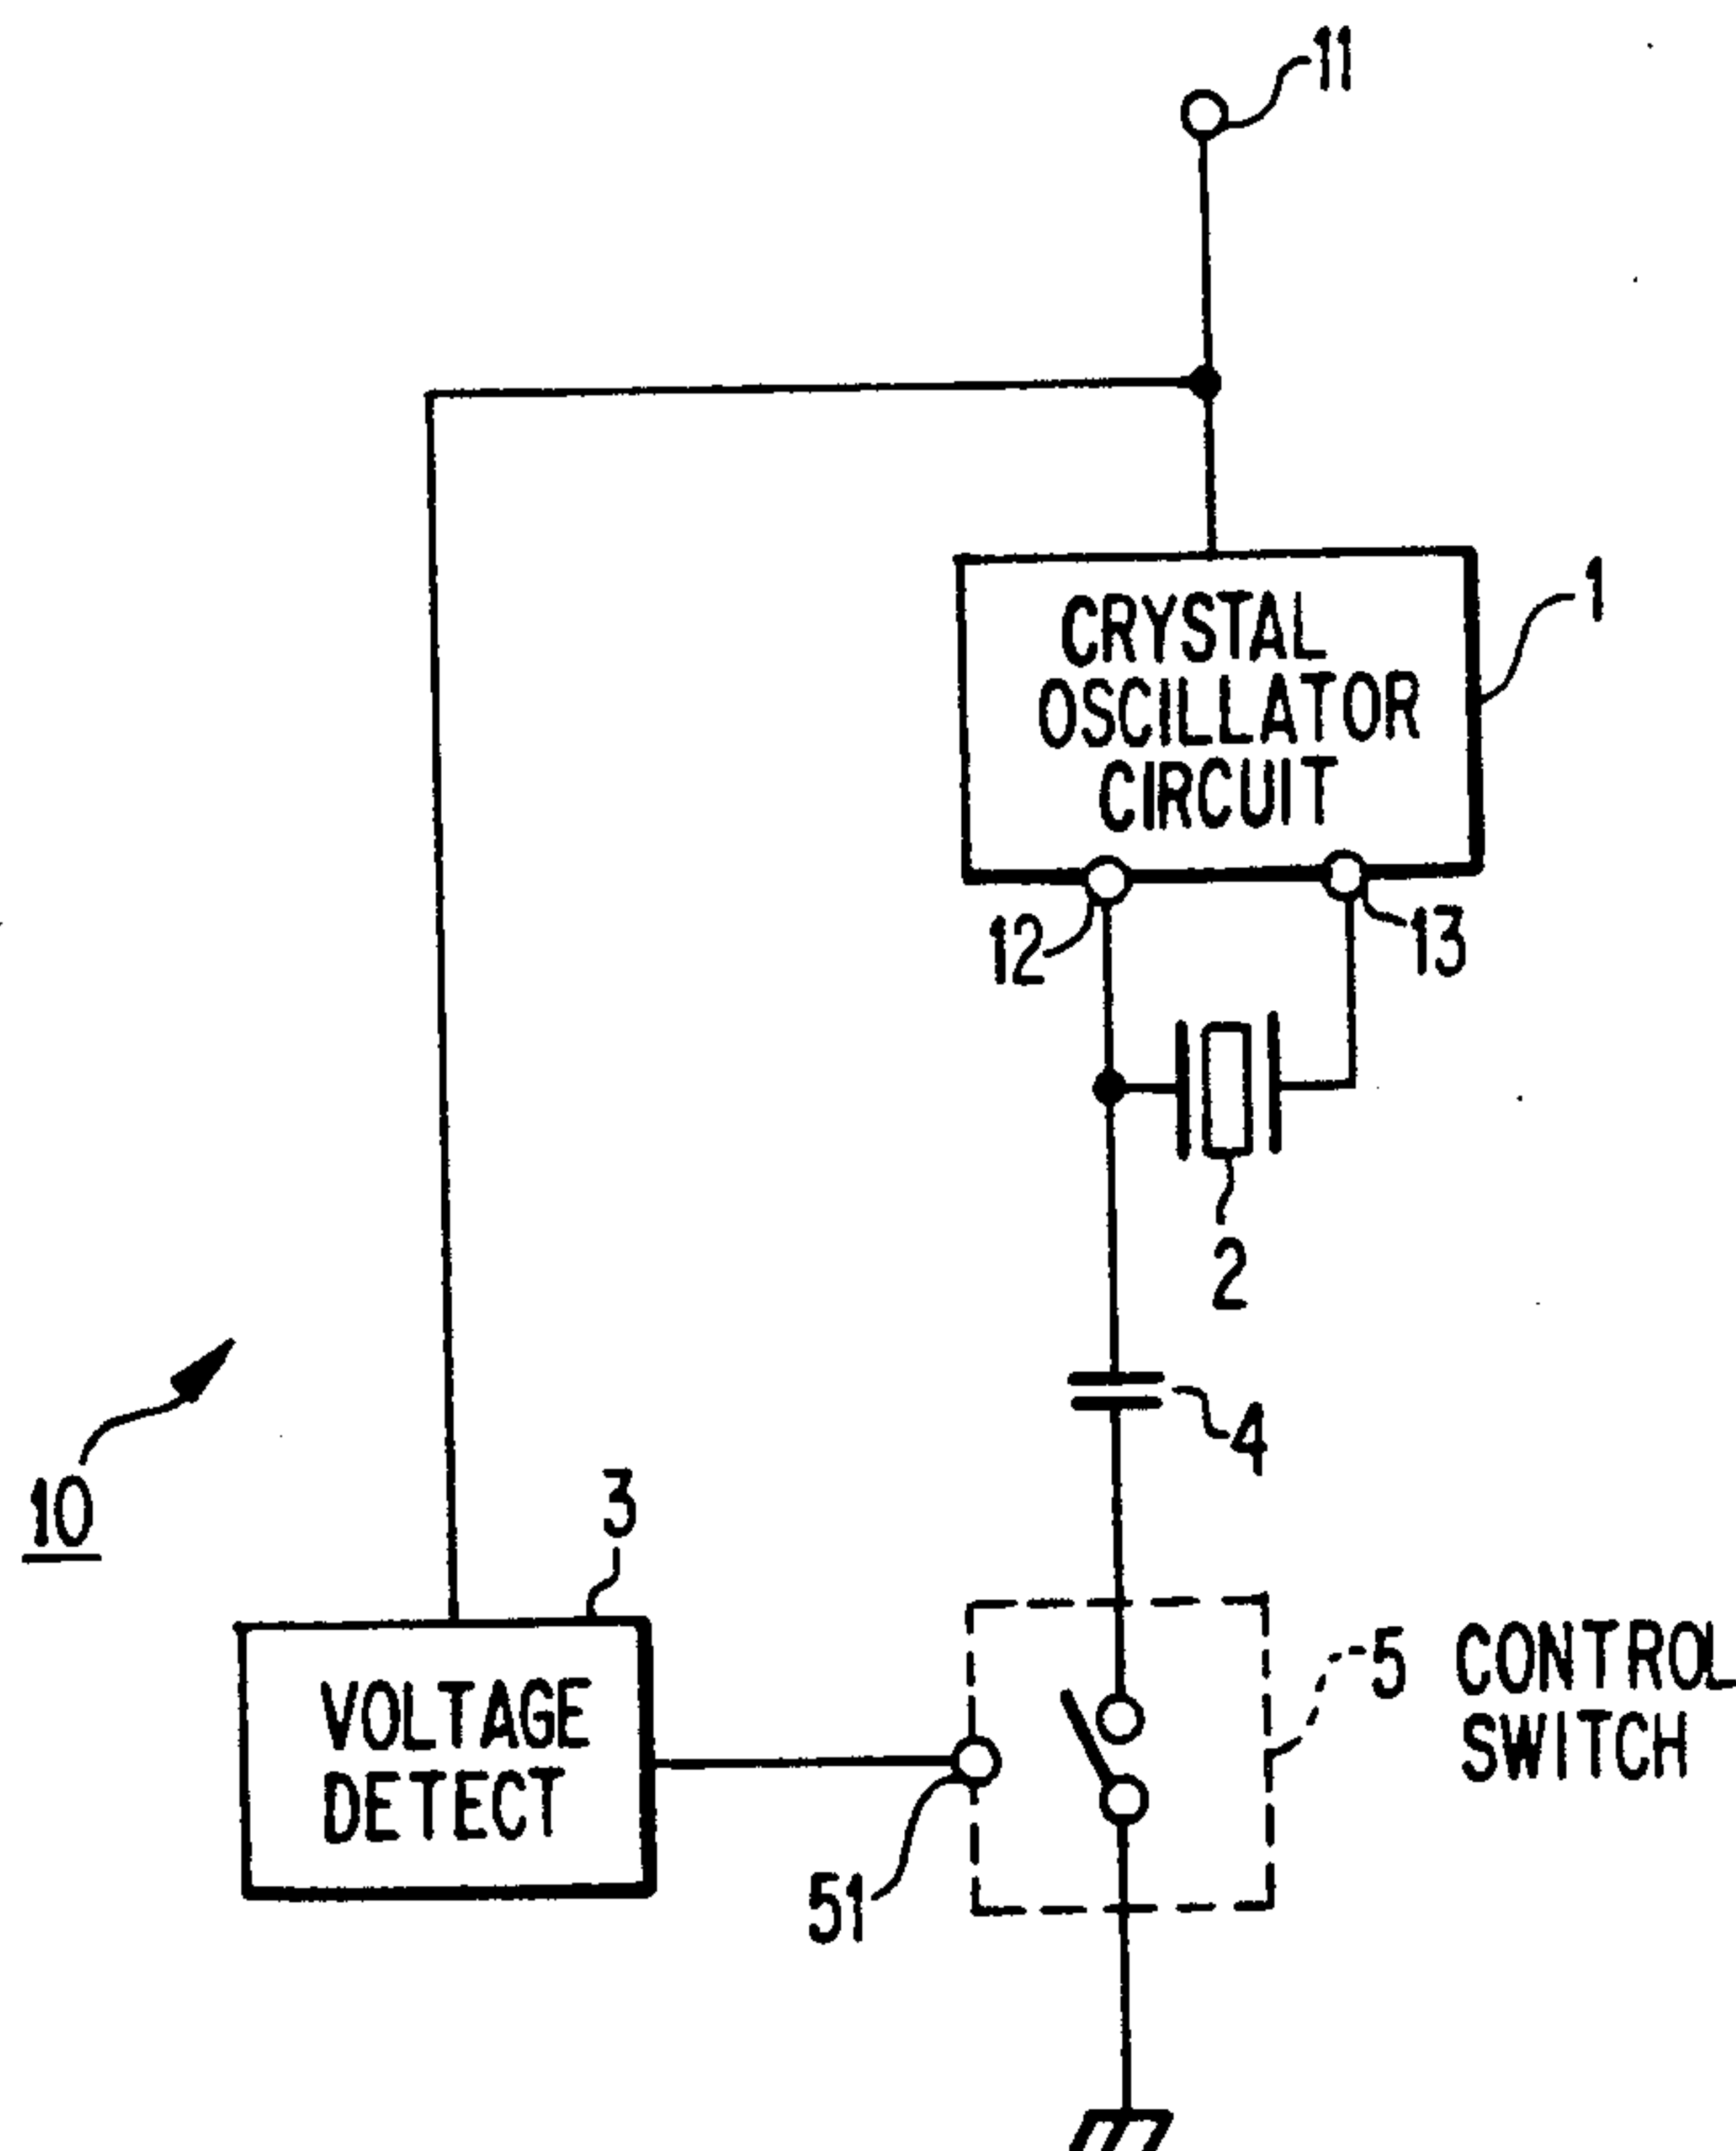 11
CRYSTAL
OSCILLATOR
CIRCUIT
1
12
13
2
4
10
3
VOLTAGE
DETECT
5 CONTROL
SWITCH
51